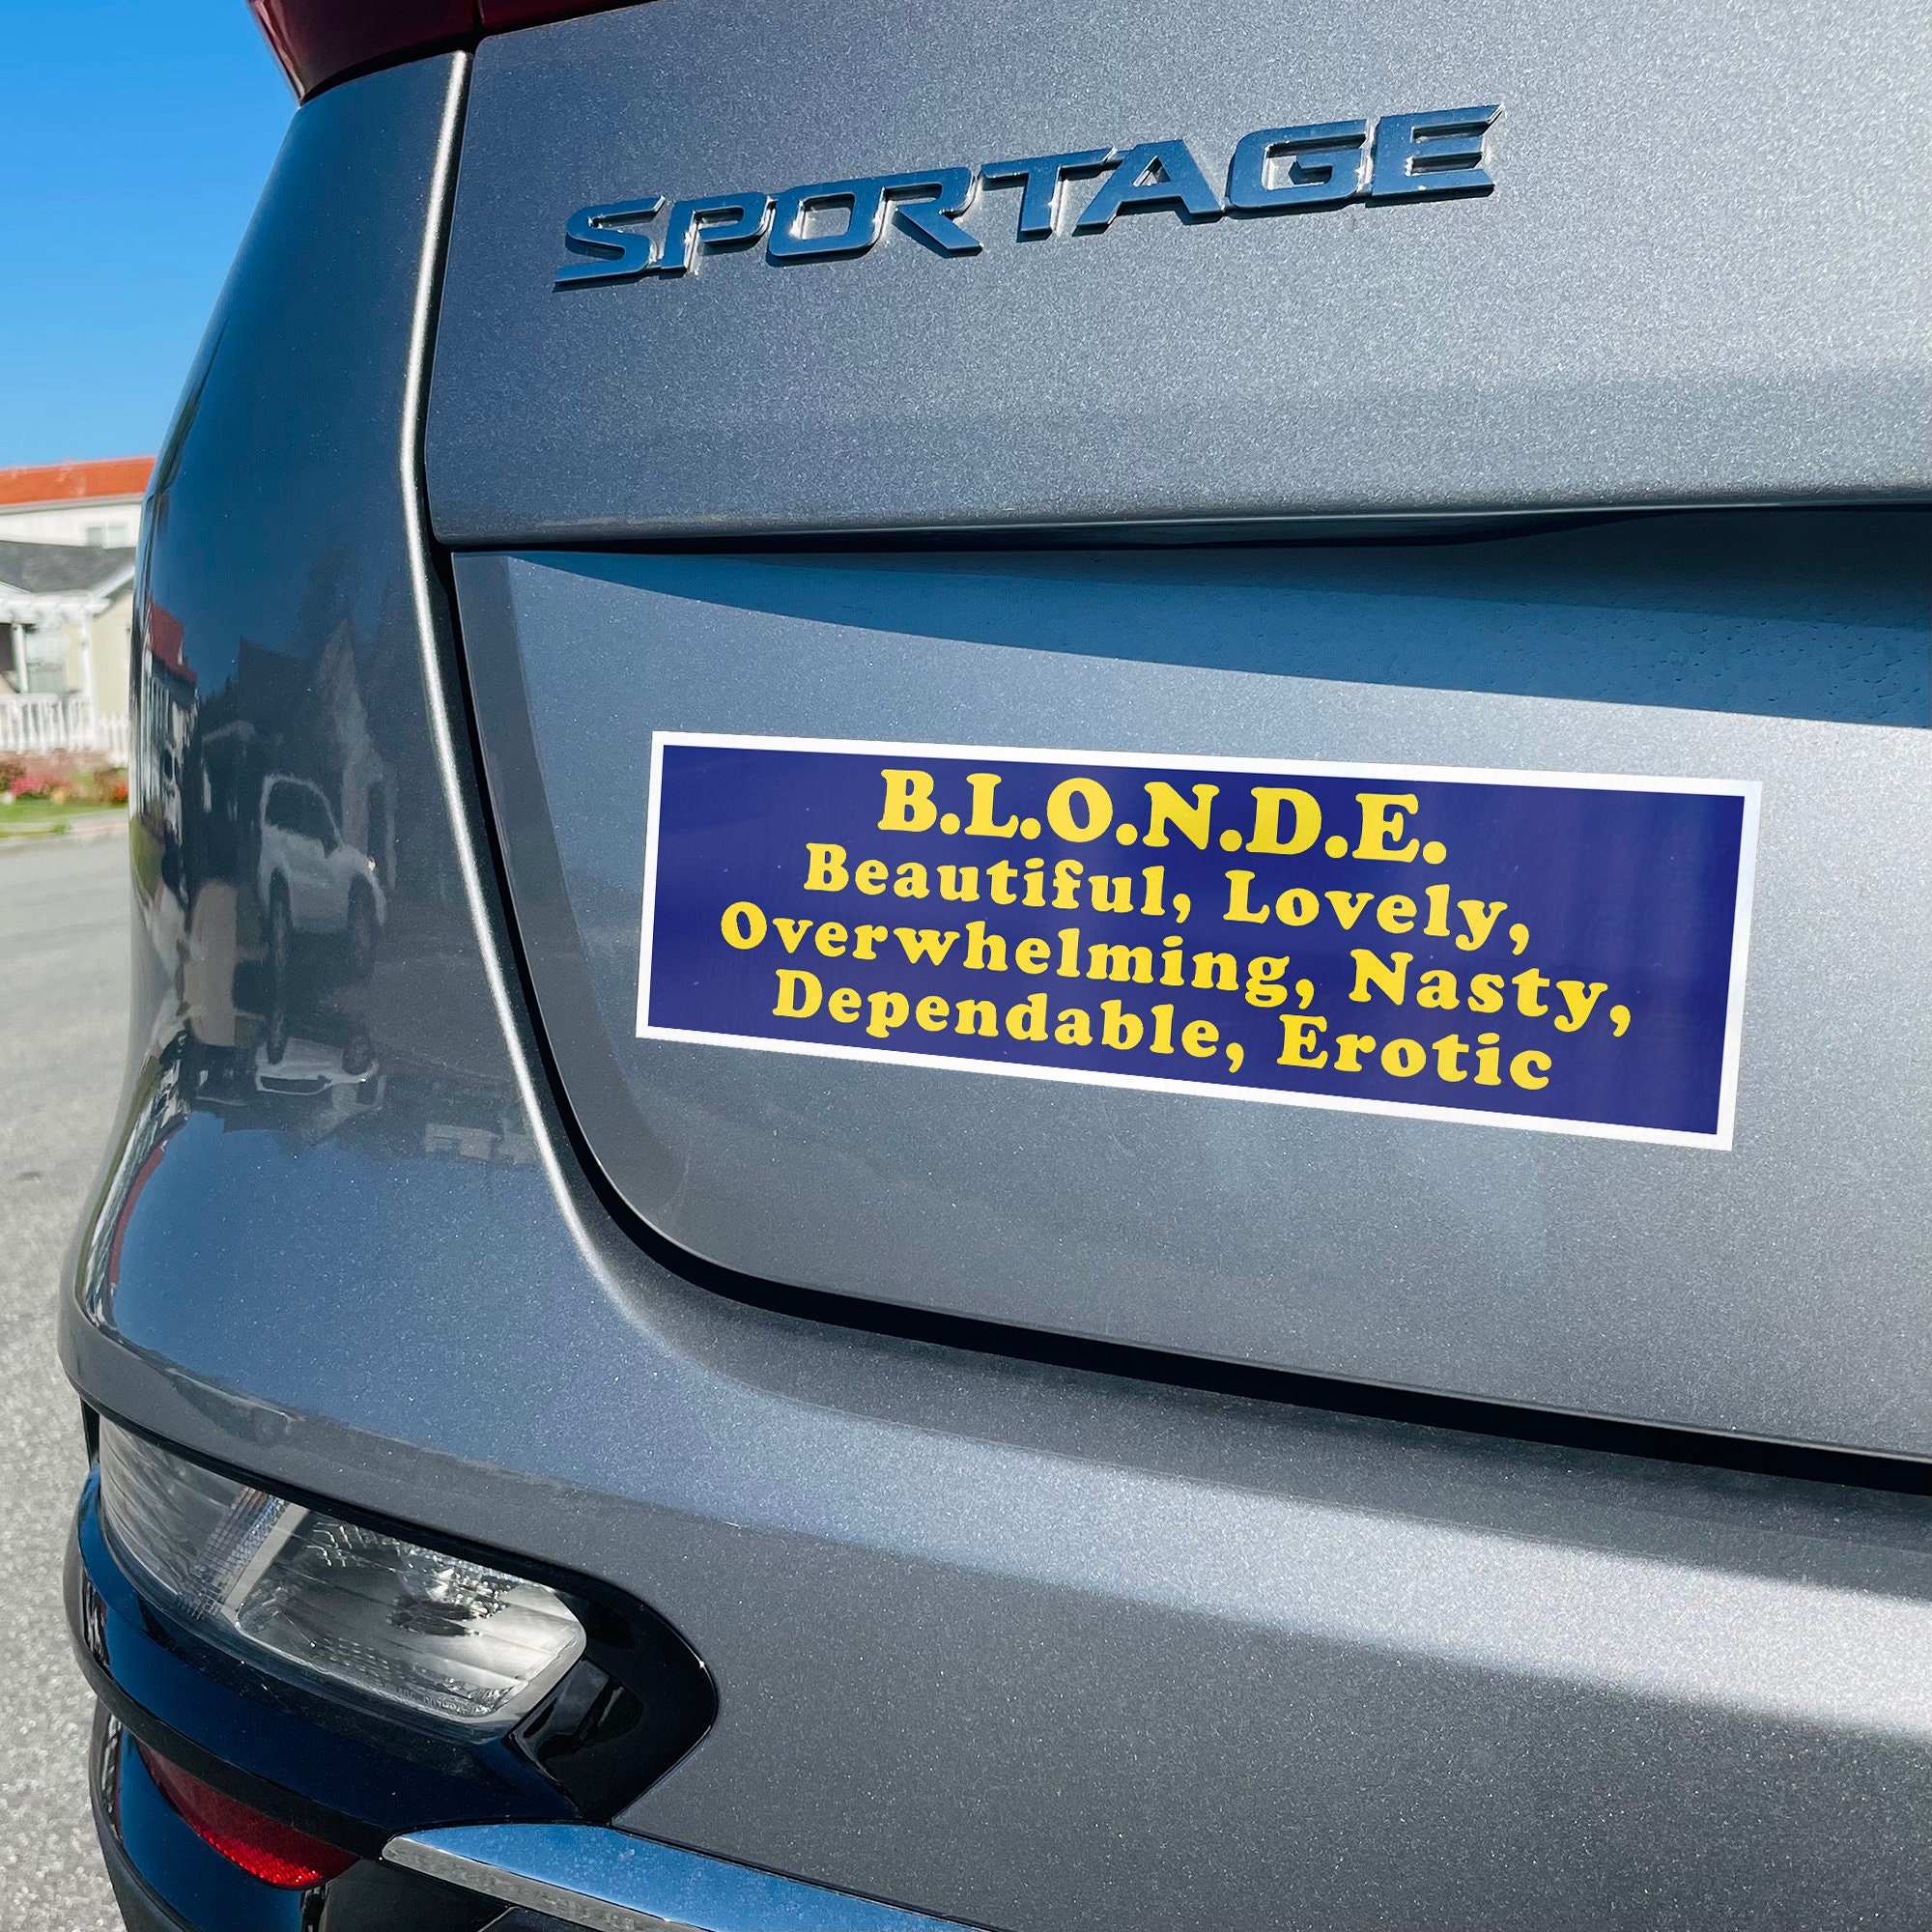 SPORTAGE
B.L.O.N.D.E.
Beautiful, Lovely,
Overwhelming, Nasty,
Dependable, Erotic